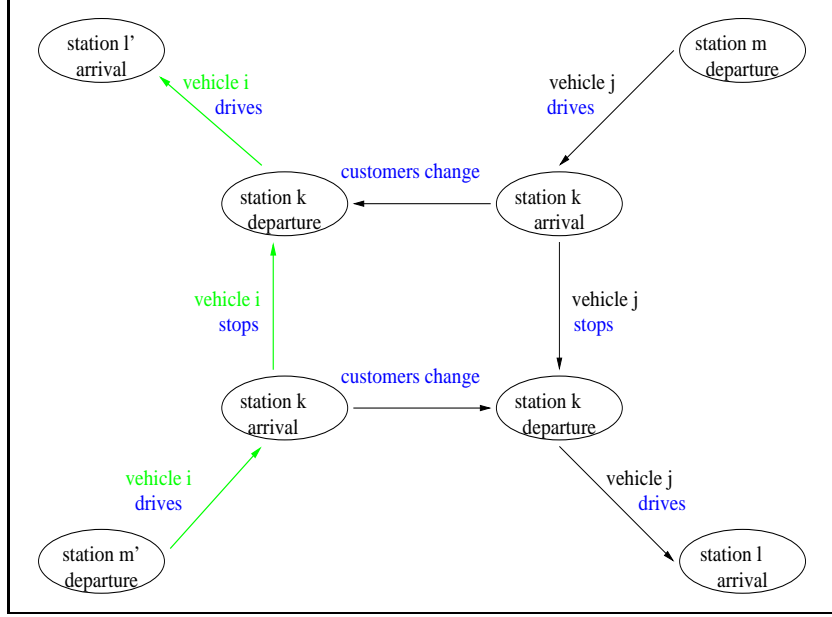 station l’
arrival
station m
departure
vehicle i
drives
vehicle j
drives
customers change
station k
departure
station k
arrival
vehicle i
stops
vehicle j
stops
customers change
station k
arrival
station k
departure
vehicle i
drives
vehicle j
drives
station m’
departure
station l
arrival